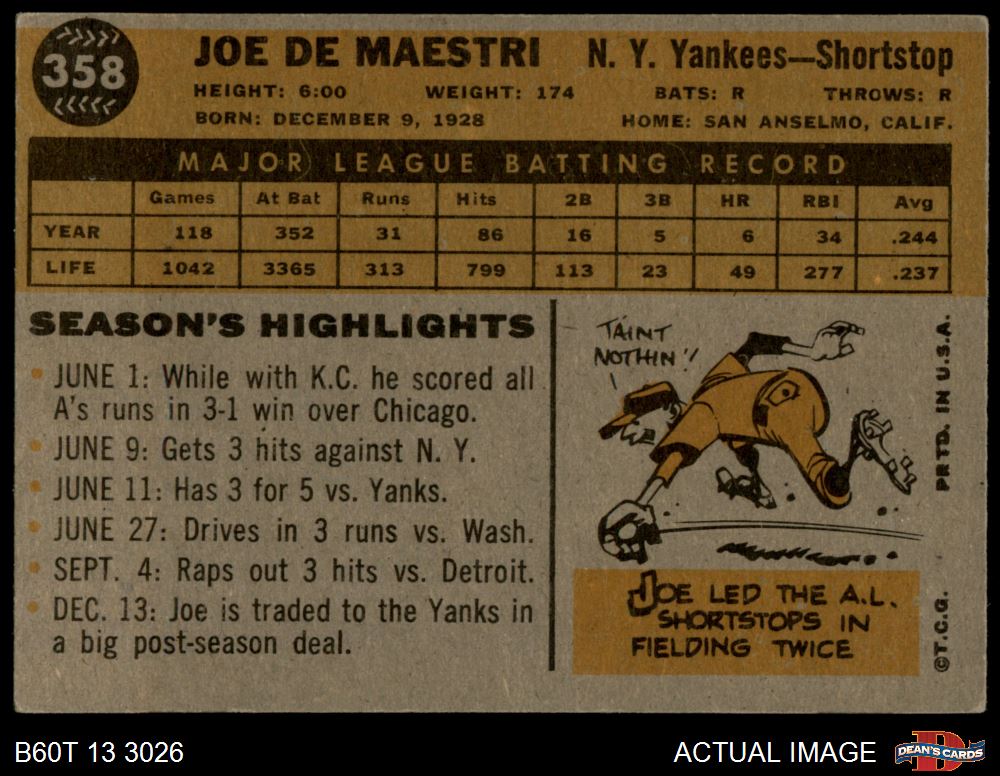 358
JOE DE MAESTRI N. Y. Yankees—Shortstop
HEIGHT: 6:00 WEIGHT: 174 BATS: R THROWS: R
BORN: DECEMBER 9, 1928 HOME: SAN ANSELMO, CALIF.
MAJOR LEAGUE BATTING RECORD
Games At Bat Runs Hits 2B 3B HR RBI Avg
YEAR 118 352 31 86 16 5 6 34 .244
LIFE 1042 3365 313 799 113 23 49 277 .237
SEASON'S HIGHLIGHTS
• JUNE 1: While with K.C. he scored all
A's runs in 3-1 win over Chicago.
• JUNE 9: Gets 3 hits against N. Y.
• JUNE 11: Has 3 for 5 vs. Yanks.
• JUNE 27: Drives in 3 runs vs. Wash.
• SEPT. 4: Raps out 3 hits vs. Detroit.
• DEC. 13: Joe is traded to the Yanks in
a big post-season deal.
'TAINT
NOTHIN'!!
JOE LED THE A.L.
SHORTSTOPS IN
FIELDING TWICE
©T.C.G. PRTD. IN U.S.A.
B60T 13 3026 ACTUAL IMAGE
D
DEAN'S CARDS